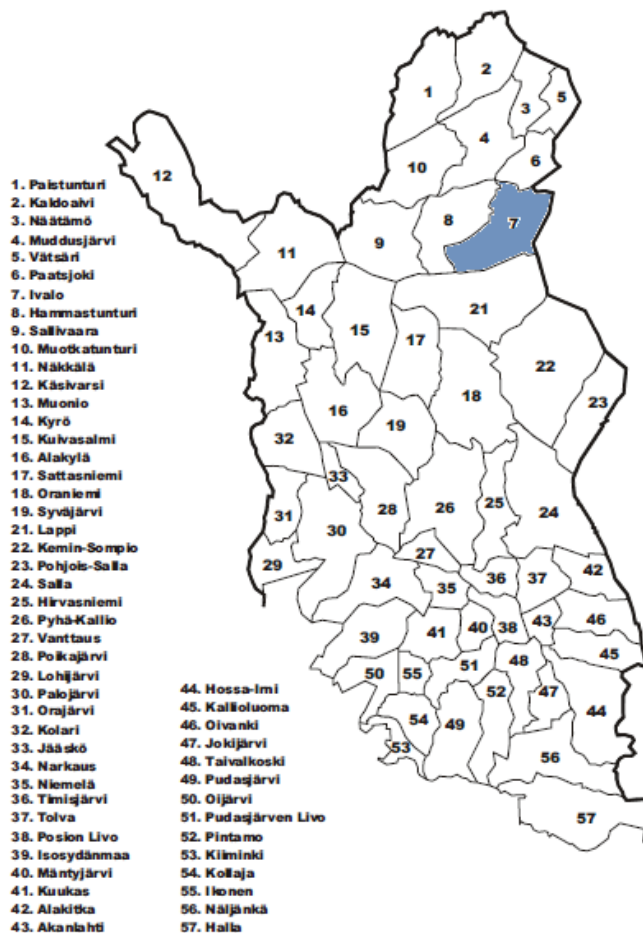 1. Paistunturi
2. Kaldoaivi
3. Näätämö
4. Muddusjärvi
5. Vätsäri
6. Paatsjoki
7. Ivalo
8. Hammastunturi
9. Sallivaara
10. Muotkatunturi
11. Näkkälä
12. Käsivarsi
13. Muonio
14. Kyrö
15. Kuivasalmi
16. Alakylä
17. Sattasniemi
18. Oraniemi
19. Syväjärvi
21. Lappi
22. Kemin-Sompio
23. Pohjois-Salla
24. Salla
25. Hirvasniemi
26. Pyhä-Kallio
27. Vanttaus
28. Poikajärvi
29. Lohijärvi
30. Palojärvi
31. Orajärvi
32. Kolari
33. Jääskö
34. Narkaus
35. Niemelä
36. Timisjärvi
37. Tolva
38. Posion Livo
39. Isosydänmaa
40. Mäntyjärvi
41. Kuukas
42. Alakitka
43. Akanlahti
44. Hossa-Irni
45. Kallioluoma
46. Oivanki
47. Jokijärvi
48. Taivalkoski
49. Pudasjärvi
50. Oijärvi
51. Pudasjärven Livo
52. Pintamo
53. Kiiminki
54. Kollaja
55. Ikonen
56. Näljänkä
57. Halla
2
1
5
3
4
6
10
12
7
8
9
11
21
14
13
15
17
22
18
23
16
19
32
33
25
26
28
24
31
30
27
29
42
36
37
34
35
46
43
40
38
41
39
45
48
51
50
55
52
47
44
54
49
53
56
57